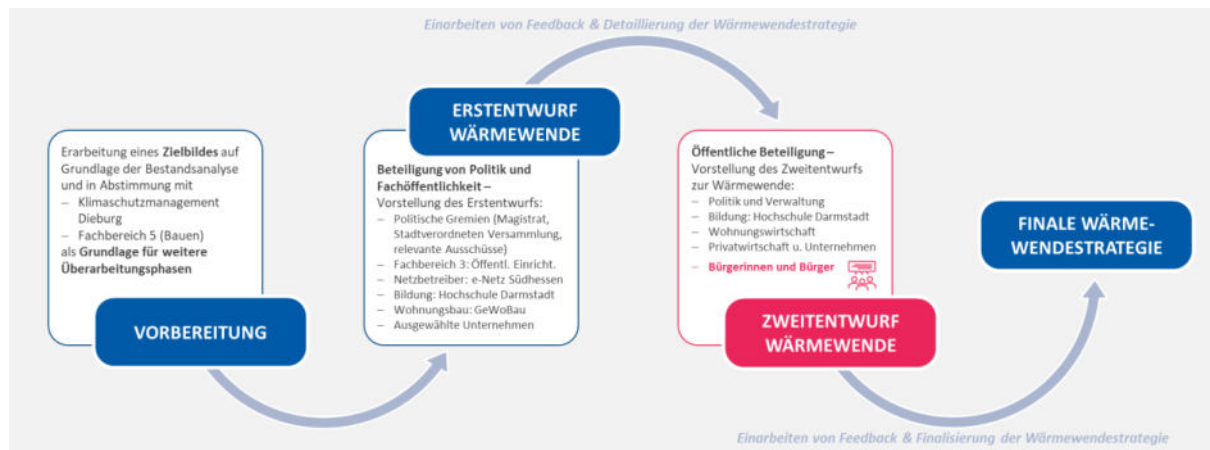 Einarbeiten von Feedback & Detaillierung der Wärmewendestrategie
Erarbeitung eines Zielbildes auf
Grundlage der Bestandsanalyse
und in Abstimmung mit
– Klimaschutzmanagement
Dieburg
– Fachbereich 5 (Bauen)
als Grundlage für weitere
Überarbeitungsphasen
VORBEREITUNG
ERSTENTWURF
WÄRMEWENDE
Beteiligung von Politik und
Fachöffentlichkeit –
Vorstellung des Erstentwurfs:
– Politische Gremien (Magistrat,
Stadtverordneten Versammlung,
relevante Ausschüsse)
– Fachbereich 3: Öffentl. Einricht.
– Netzbetreiber: e-Netz Südhessen
– Bildung: Hochschule Darmstadt
– Wohnungsbau: GeWoBau
– Ausgewählte Unternehmen
Öffentliche Beteiligung –
Vorstellung des Zweitentwurfs
zur Wärmewende:
– Politik und Verwaltung
– Bildung: Hochschule Darmstadt
– Wohnungswirtschaft
– Privatwirtschaft u. Unternehmen
– Bürgerinnen und Bürger
ZWEITENTWURF
WÄRMEWENDE
FINALE WÄRME-
WENDESTRATEGIE
Einarbeiten von Feedback & Finalisierung der Wärmewendestrategie